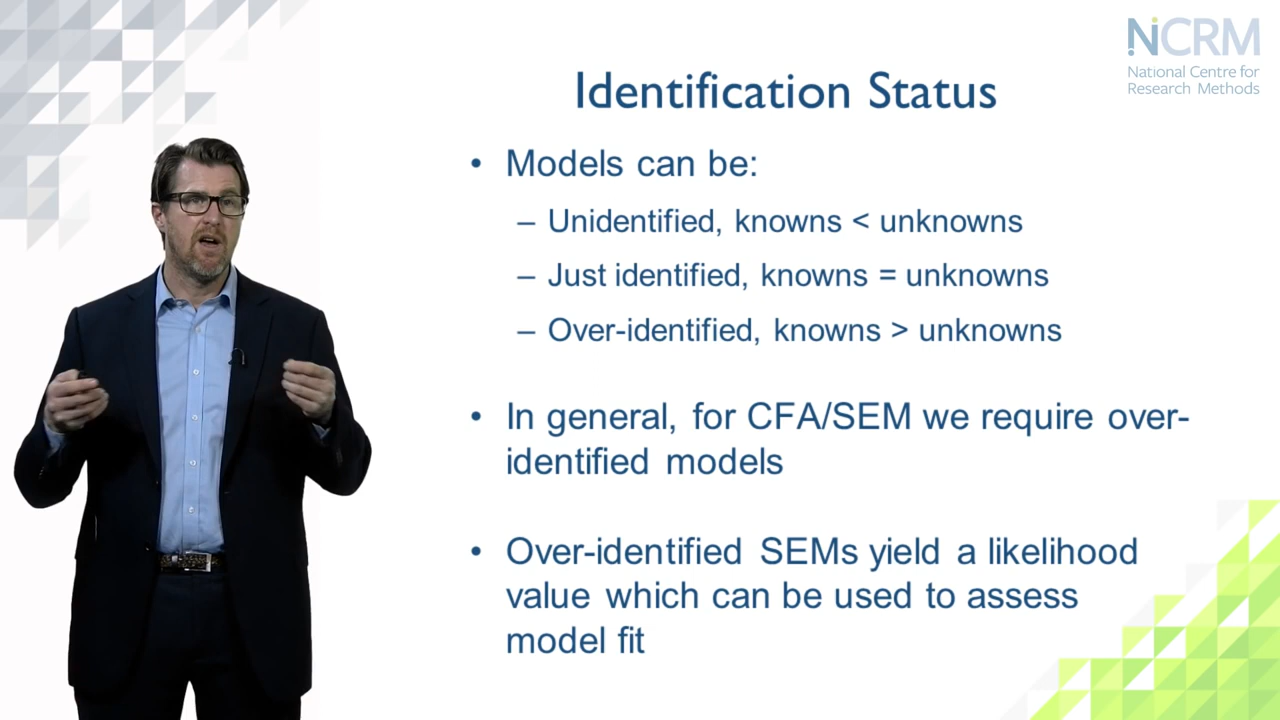 NCRM
National Centre for
Research Methods
Identification Status
• Models can be:
– Unidentified, knowns < unknowns
– Just identified, knowns = unknowns
– Over-identified, knowns > unknowns
• In general, for CFA/SEM we require over-
identified models
• Over-identified SEMs yield a likelihood
value which can be used to assess
model fit